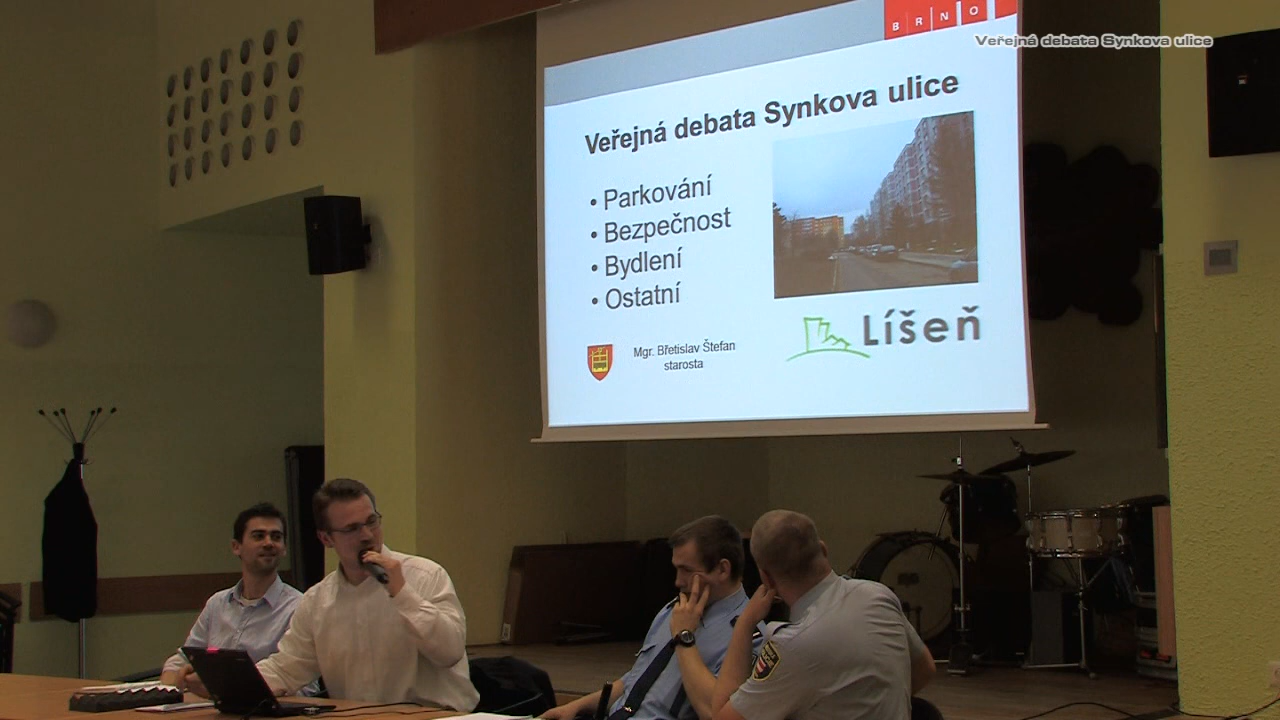 BRNO
Veřejná debata Synkova ulice
Veřejná debata Synkova ulice
• Parkování
• Bezpečnost
• Bydlení
• Ostatní
Líšeň
Mgr. Břetislav Štefan
starosta